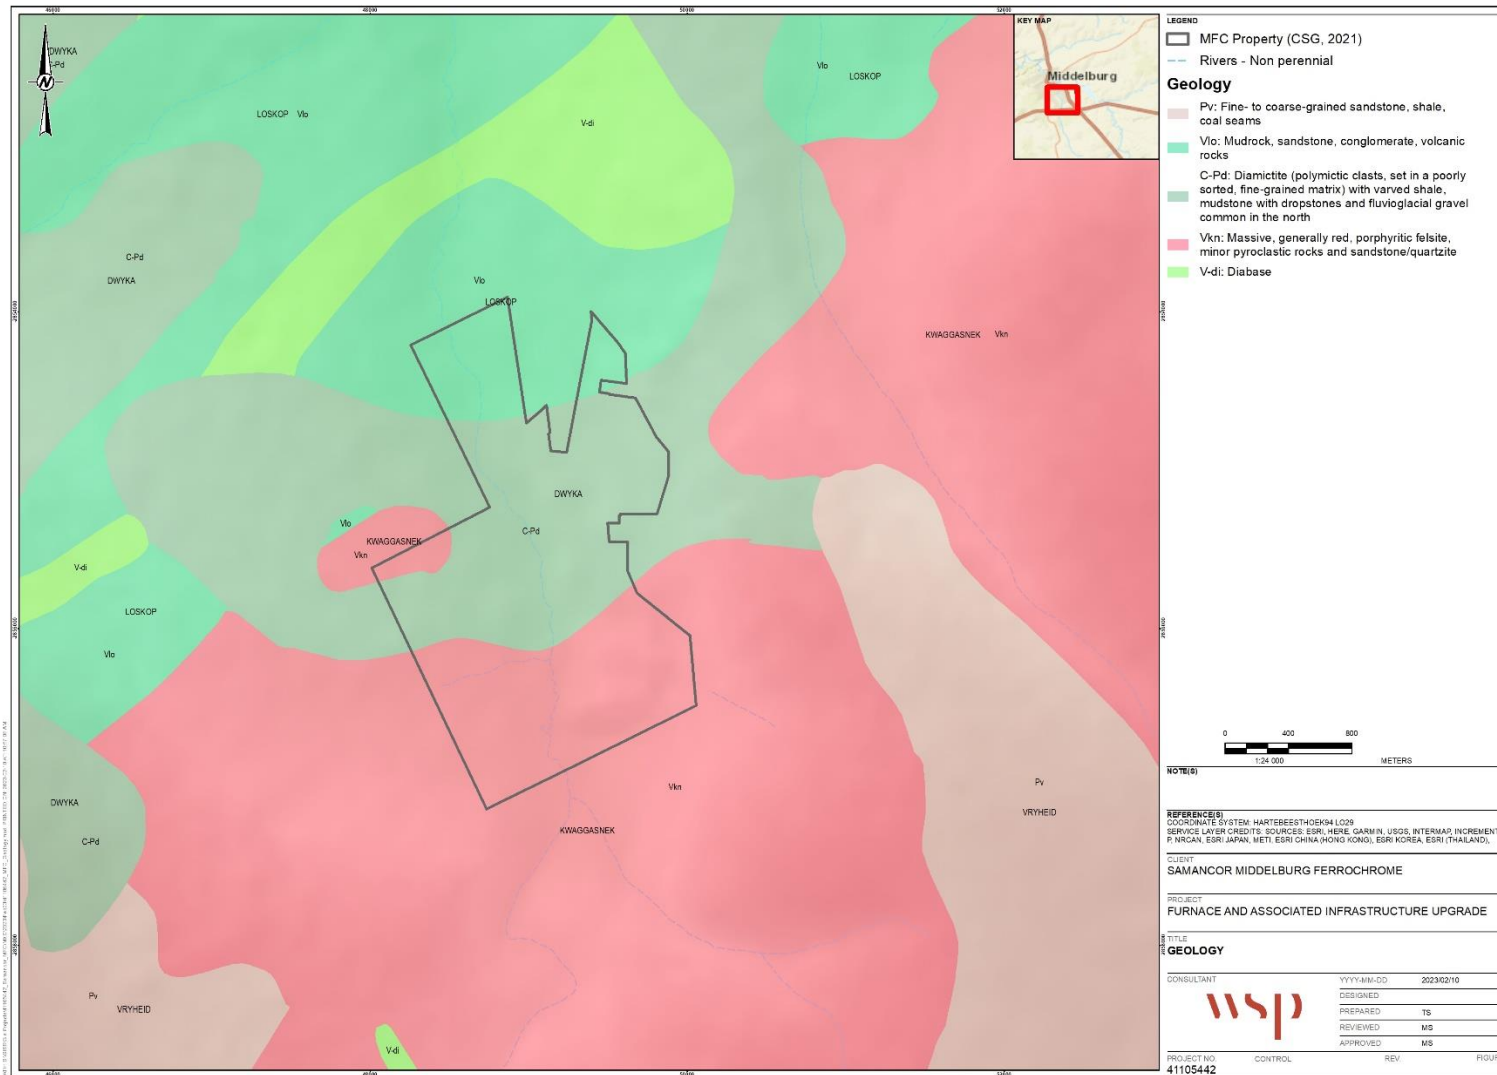 46000
48000
50000
52000
DWYKA
C-Pd
N
LOSKOP Vlo
V-di
Vlo
LOSKOP
KEY MAP
Middelburg
C-Pd
DWYKA
Vlo
LOSKOP
KWAGGASNEK Vkn
DWYKA
C-Pd
Vlo
KWAGGASNEK
Vkn
V-di
LOSKOP
Vlo
DWYKA
C-Pd
Vkn
KWAGGASNEK
Pv
VRYHEID
Pv
VRYHEID
V-di
LEGEND
MFC Property (CSG, 2021)
Rivers - Non perennial
Geology
Pv: Fine- to coarse-grained sandstone, shale,
coal seams
Vlo: Mudrock, sandstone, conglomerate, volcanic
rocks
C-Pd: Diamictite (polymictic clasts, set in a poorly
sorted, fine-grained matrix) with varved shale,
mudstone with dropstones and fluvioglacial gravel
common in the north
Vkn: Massive, generally red, porphyritic felsite,
minor pyroclastic rocks and sandstone/quartzite
V-di: Diabase
0 400 800
1:24 000 METERS
NOTE(S)
REFERENCE(S)
COORDINATE SYSTEM: HARTEBEESTHOEK94 LO29
SERVICE LAYER CREDITS: SOURCES: ESRI, HERE, GARMIN, USGS, INTERMAP, INCREMENT
P, NRCAN, ESRI JAPAN, METI, ESRI CHINA (HONG KONG), ESRI KOREA, ESRI (THAILAND),
CLIENT
SAMANCOR MIDDELBURG FERROCHROME
PROJECT
FURNACE AND ASSOCIATED INFRASTRUCTURE UPGRADE
TITLE
GEOLOGY
CONSULTANT
wsp
YYYY-MM-DD 2023/02/10
DESIGNED
PREPARED TS
REVIEWED MS
APPROVED MS
PROJECT NO. CONTROL REV. FIGUR
41105442